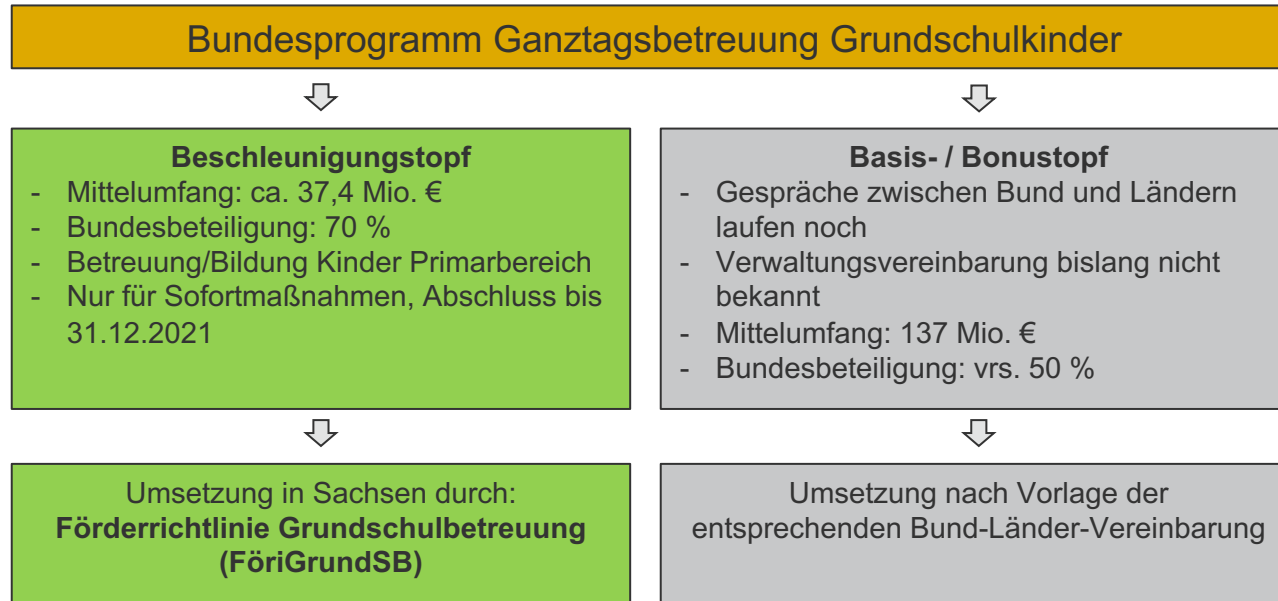 Bundesprogramm Ganztagsbetreuung Grundschulkinder
Beschleunigungstopf
- Mittelumfang: ca. 37,4 Mio. €
- Bundesbeteiligung: 70 %
- Betreuung/Bildung Kinder Primarbereich
- Nur für Sofortmaßnahmen, Abschluss bis
31.12.2021
Basis- / Bonustopf
- Gespräche zwischen Bund und Ländern
laufen noch
- Verwaltungsvereinbarung bislang nicht
bekannt
- Mittelumfang: 137 Mio. €
- Bundesbeteiligung: vrs. 50 %
Umsetzung in Sachsen durch:
Förderrichtlinie Grundschulbetreuung
(FöriGrundSB)
Umsetzung nach Vorlage der
entsprechenden Bund-Länder-Vereinbarung